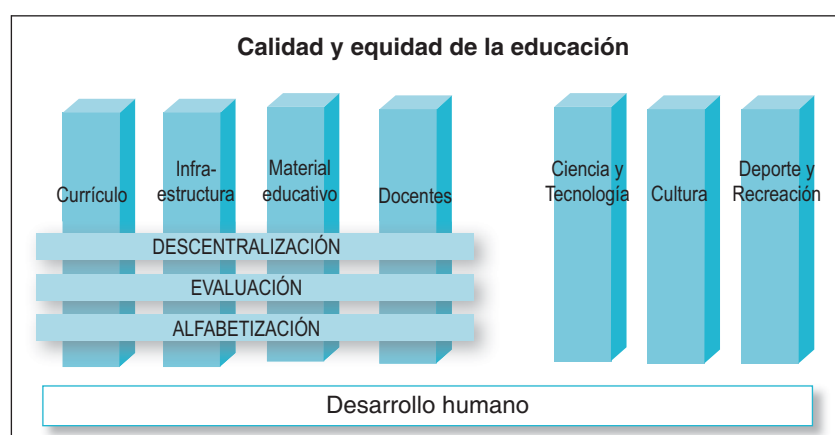 Calidad y equidad de la educación
Currículo
Infra-
estructura
Material
educativo
Docentes
Ciencia y
Tecnología
Cultura
Deporte y
Recreación
DESCENTRALIZACIÓN
EVALUACIÓN
ALFABETIZACIÓN
Desarrollo humano